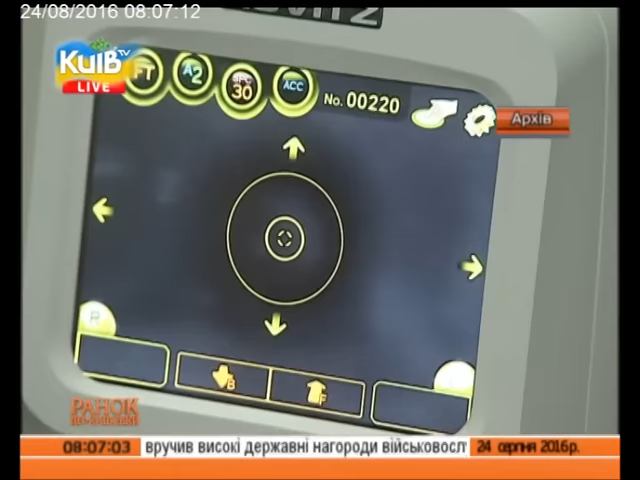 24/08/2016 08:07:12
КиїВ TV
LIVE
FT
A2
30
ACC
No. 00220
Архів
R
B
F
РАНОК
08:07:03
вручив високі державні нагороди військовосл
24 серпня 2016р.